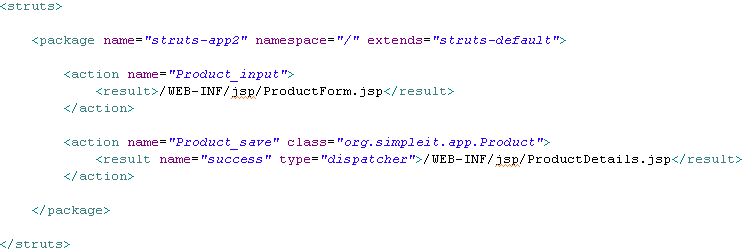 <struts>
<package name="struts-app2" namespace="/" extends="struts-default">
<action name="Product_input">
<result>/WEB-INF/jsp/ProductForm.jsp</result>
</action>
<action name="Product_save" class="org.simpleit.app.Product">
<result name="success" type="dispatcher">/WEB-INF/jsp/ProductDetails.jsp</result>
</action>
</package>
</struts>